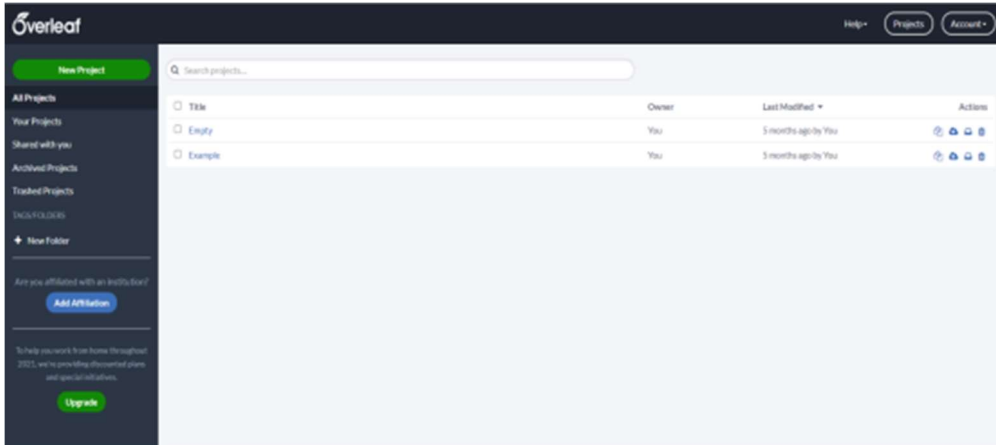 Overleaf
Help
Projects
Account
New Project
Search projects...
All Projects
Your Projects
Shared with you
Archived Projects
Trashed Projects
TAGS/FOLDERS
+ New Folder
Are you affiliated with an institution?
Add Affiliation
To help you work from home throughout
2021, we're providing discounted plans
and special initiatives.
Upgrade
Title Owner Last Modified Actions
Empty You 5 months ago by You
Example You 5 months ago by You